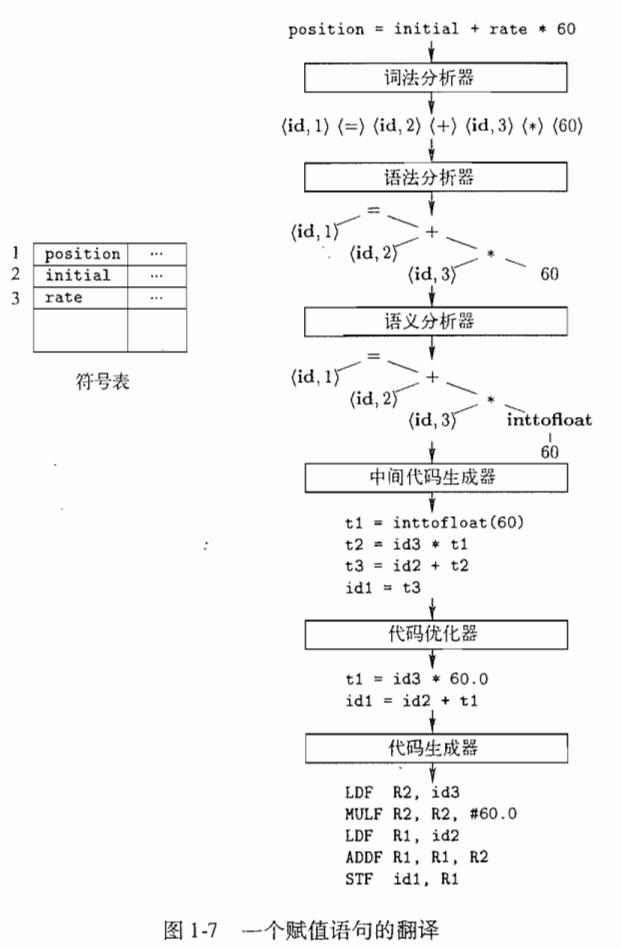 position = initial + rate * 60
词法分析器
⟨id, 1⟩ ⟨=⟩ ⟨id, 2⟩ ⟨+⟩ ⟨id, 3⟩ ⟨*⟩ ⟨60⟩
语法分析器
=
⟨id, 1⟩ +
⟨id, 2⟩ *
⟨id, 3⟩ 60
1 position ...
2 initial ...
3 rate ...
符号表
语义分析器
=
⟨id, 1⟩ +
⟨id, 2⟩ *
⟨id, 3⟩ inttofloat
60
中间代码生成器
t1 = inttofloat(60)
t2 = id3 * t1
t3 = id2 + t2
id1 = t3
代码优化器
t1 = id3 * 60.0
id1 = id2 + t1
代码生成器
LDF R2, id3
MULF R2, R2, #60.0
LDF R1, id2
ADDF R1, R1, R2
STF id1, R1
图 1-7 一个赋值语句的翻译